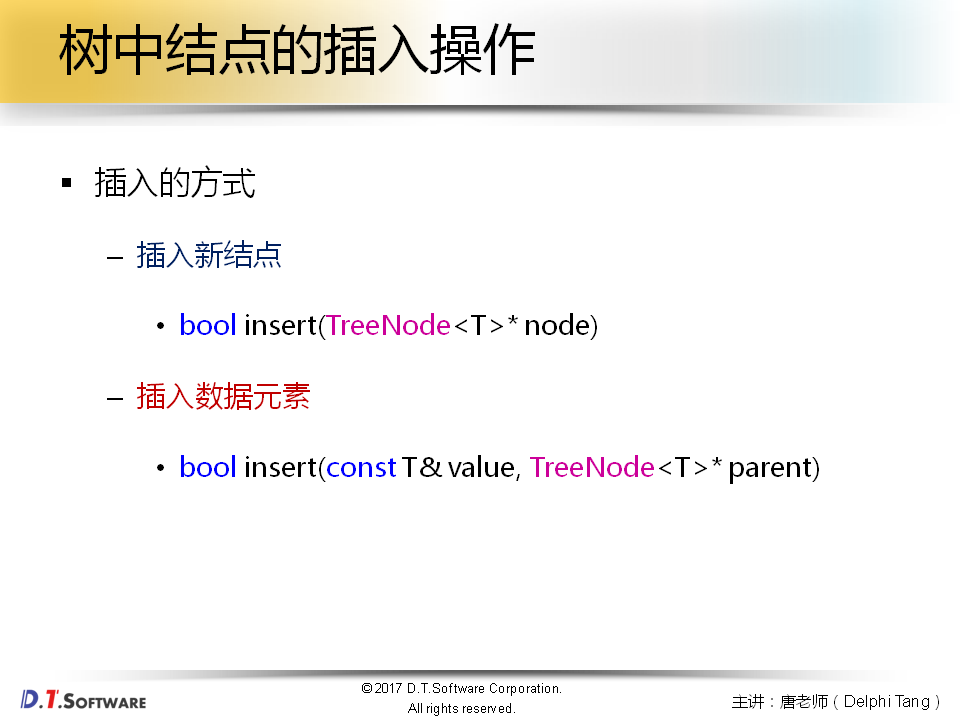 树中结点的插入操作
▪ 插入的方式
– 插入新结点
• bool insert(TreeNode<T>* node)
– 插入数据元素
• bool insert(const T& value, TreeNode<T>* parent)
D.T.SOFTWARE
©2017 D.T.Software Corporation.
All rights reserved.
主讲：唐老师（Delphi Tang）